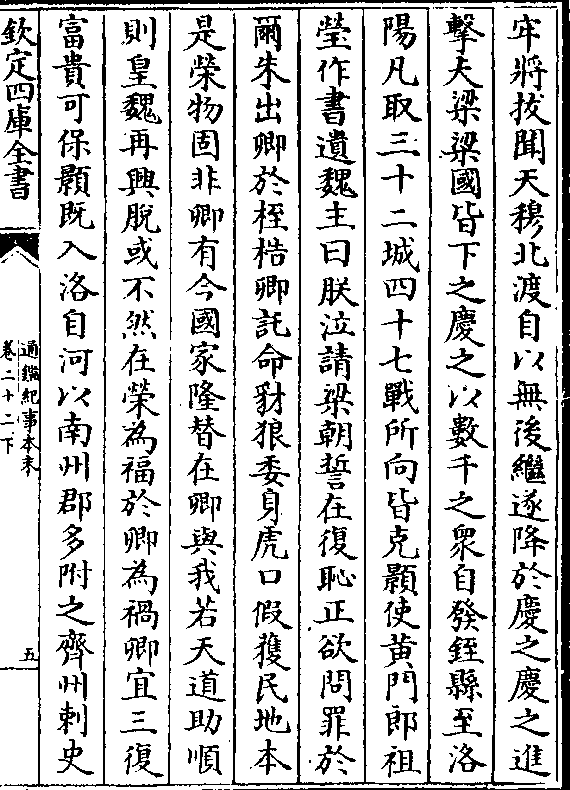 牢將拔聞天穆北渡自以無後繼遂降於慶之慶之進
擊大梁梁國皆下之慶之以數千之衆自發銍縣至洛
陽凡取三十二城四十七戰所向皆克顥使黄門郎祖
瑩作書遺魏主曰朕泣請梁朝誓在復恥正欲問罪於
爾朱出卿於桎梏卿託命豺狼委身虎口假獲民地本
是榮物固非卿有今國家隆替在卿與我若天道助順
則皇魏再興脫或不然在榮為福於卿為禍卿宜三復
富貴可保顥既入洛自河以南州郡多附之齊州刺史
欽定四庫全書
通鑑紀事本末
卷二十二下
五